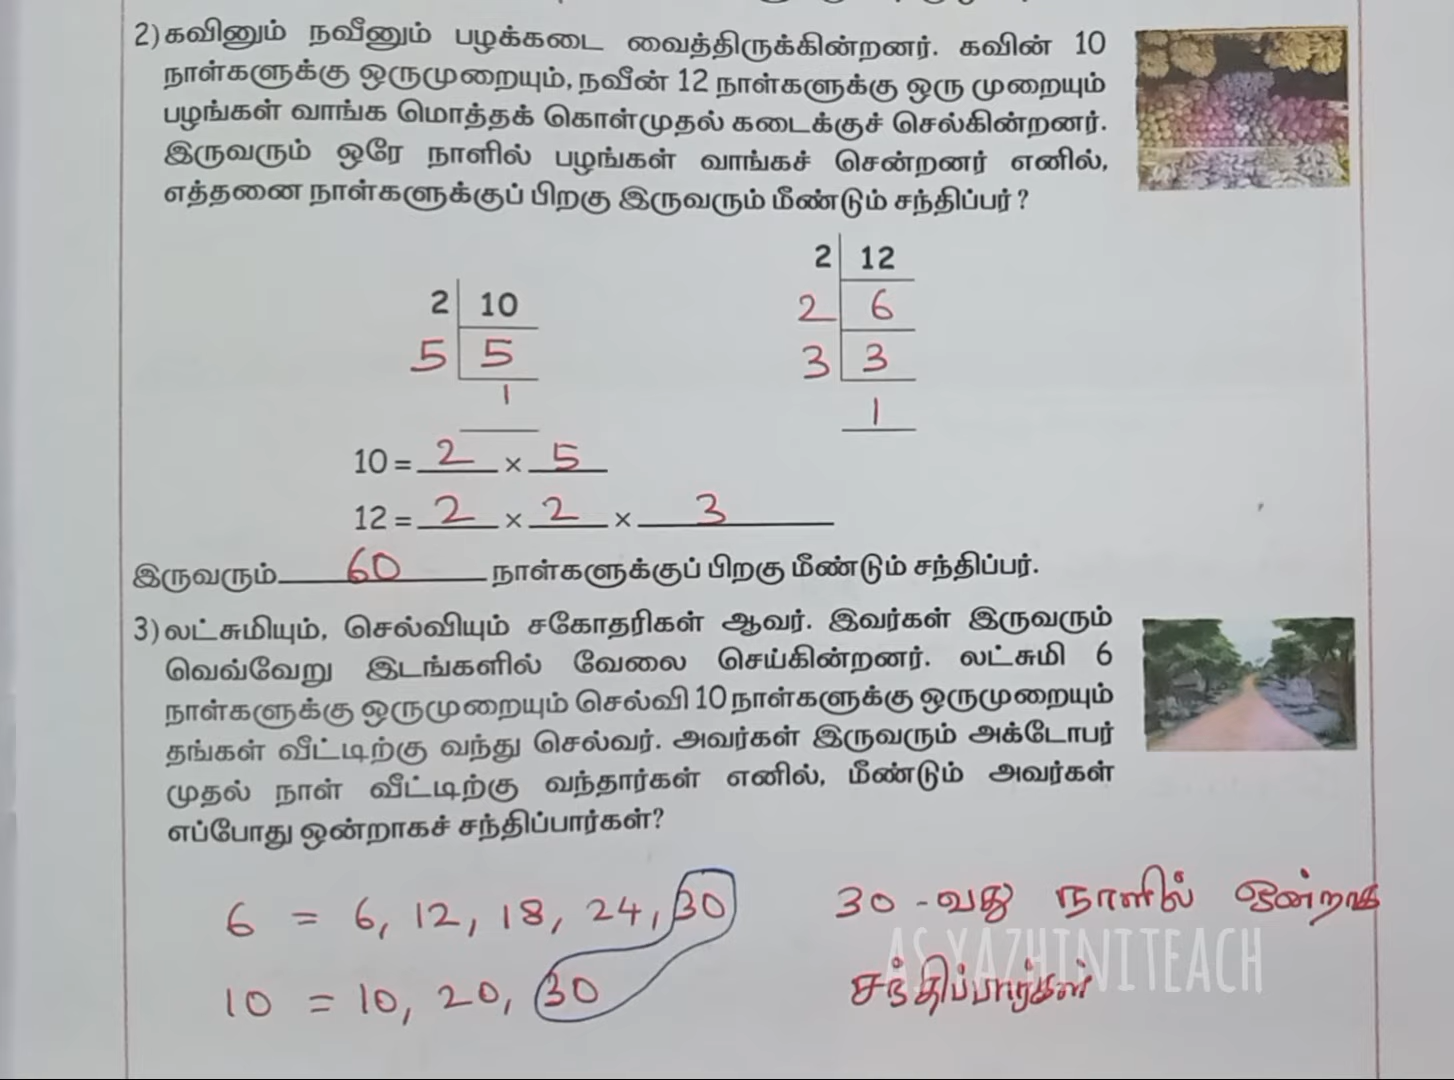 2) கவினும் நவீனும் பழக்கடை வைத்திருக்கின்றனர். கவின் 10
நாள்களுக்கு ஒருமுறையும், நவீன் 12 நாள்களுக்கு ஒரு முறையும்
பழங்கள் வாங்க மொத்தக் கொள்முதல் கடைக்குச் செல்கின்றனர்.
இருவரும் ஒரே நாளில் பழங்கள் வாங்கச் சென்றனர் எனில்,
எத்தனை நாள்களுக்குப் பிறகு இருவரும் மீண்டும் சந்திப்பர்?
2 | 10
5 | 5
1
2 | 12
2 | 6
3 | 3
1
10 = 2 × 5
12 = 2 × 2 × 3
இருவரும் 60 நாள்களுக்குப் பிறகு மீண்டும் சந்திப்பர்.
3) லட்சுமியும், செல்வியும் சகோதரிகள் ஆவர். இவர்கள் இருவரும்
வெவ்வேறு இடங்களில் வேலை செய்கின்றனர். லட்சுமி 6
நாள்களுக்கு ஒருமுறையும் செல்வி 10 நாள்களுக்கு ஒருமுறையும்
தங்கள் வீட்டிற்கு வந்து செல்வர். அவர்கள் இருவரும் அக்டோபர்
முதல் நாள் வீட்டிற்கு வந்தார்கள் எனில், மீண்டும் அவர்கள்
எப்போது ஒன்றாகச் சந்திப்பார்கள்?
6 = 6, 12, 18, 24, 30
10 = 10, 20, 30
30 - வது நாளில் ஒன்றாக
சந்திப்பார்கள்
AS YAZHINITEACH